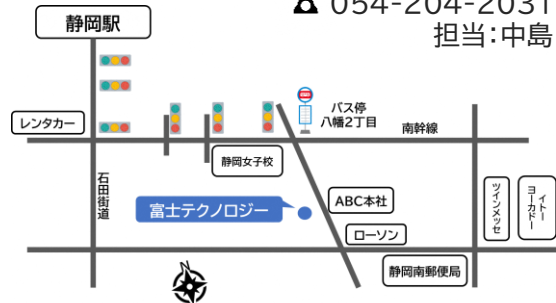 054-204-2031
担当:中島
静岡駅
レンタカー
バス停
八幡2丁目
南幹線
静岡女子校
石田街道
富士テクノロジー
ABC本社
ローソン
ツインメッセ
イトーヨーカドー
静岡南郵便局